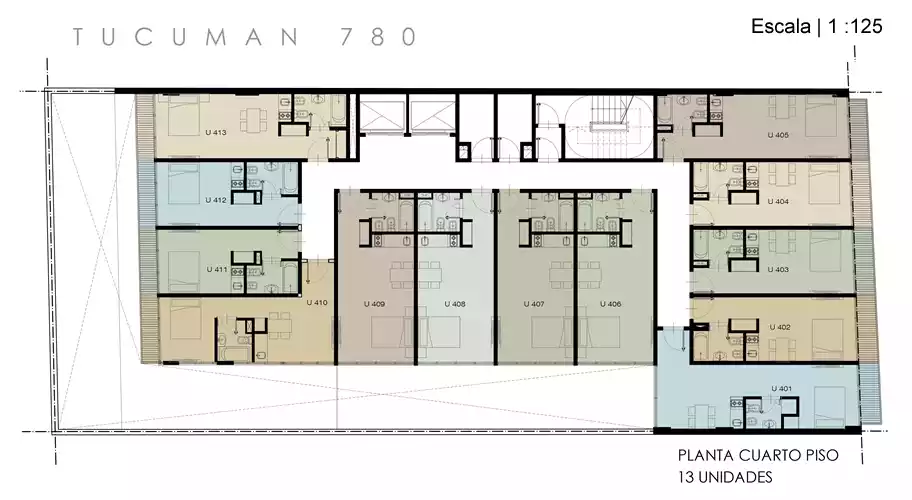 TUCUMAN 780
Escala | 1 :125
U 413
U 405
U 412
U 404
U 411
U 403
U 410
U 409
U 408
U 407
U 406
U 402
U 401
PLANTA CUARTO PISO
13 UNIDADES